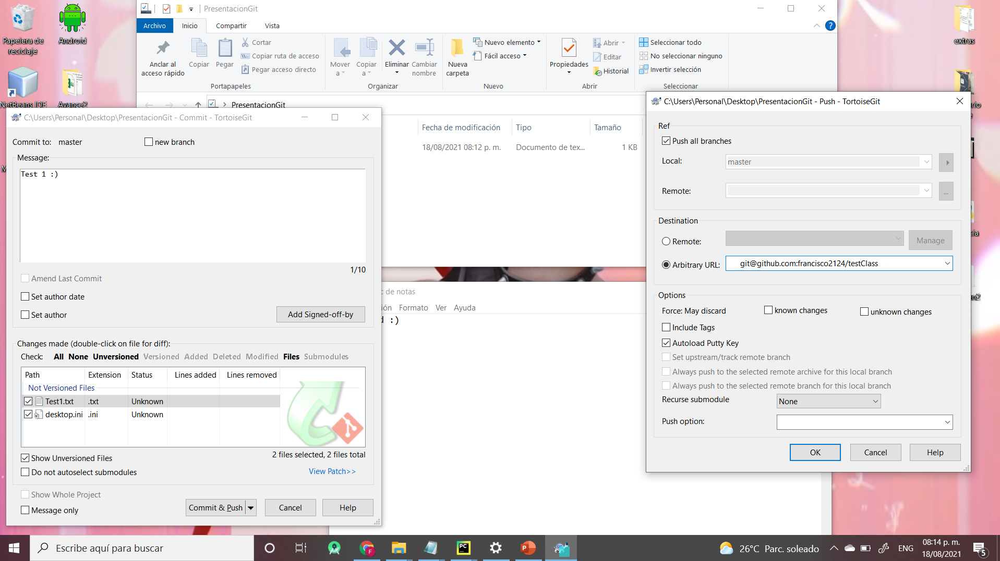 Papelera de
reciclaje
Android
NetBeans IDE
Avance2
extras
PresentacionGit
Archivo
Inicio
Compartir
Vista
Anclar al
acceso rápido
Copiar
Pegar
Cortar
Copiar ruta de acceso
Pegar acceso directo
Portapapeles
Mover
a
Copiar
a
Eliminar
Cambiar
nombre
Organizar
Nueva
carpeta
Nuevo elemento
Fácil acceso
Nuevo
Propiedades
Abrir
Editar
Historial
Abrir
Seleccionar todo
No seleccionar ninguno
Invertir selección
Seleccionar
PresentacionGit
Fecha de modificación
Tipo
Tamaño
18/08/2021 08:12 p. m.
Documento de tex...
1 KB
C:\Users\Personal\Desktop\PresentacionGit - Commit - TortoiseGit
Commit to: master
new branch
Message:
Test 1 :)
1/10
Amend Last Commit
Set author date
Set author
Add Signed-off-by
Changes made (double-click on file for diff):
Check: All None Unversioned Versioned Added Deleted Modified Files Submodules
Path Extension Status Lines added Lines removed
Not Versioned Files
Test1.txt .txt Unknown
desktop.ini .ini Unknown
Show Unversioned Files
2 files selected, 2 files total
Do not autoselect submodules
View Patch>>
Show Whole Project
Message only
Commit & Push
Cancel
Help
c de notas
ión Formato Ver Ayuda
d :)
C:\Users\Personal\Desktop\PresentacionGit - Push - TortoiseGit
Ref
Push all branches
Local: master
Remote:
...
Destination
Remote:
Manage
Arbitrary URL: git@github.com:francisco2124/testClass
Options
Force: May discard
known changes
unknown changes
Include Tags
Autoload Putty Key
Set upstream/track remote branch
Always push to the selected remote archive for this local branch
Always push to the selected remote branch for this local branch
Recurse submodule None
Push option:
OK
Cancel
Help
Escribe aquí para buscar
26°C Parc. soleado
ENG
08:14 p. m.
18/08/2021
5